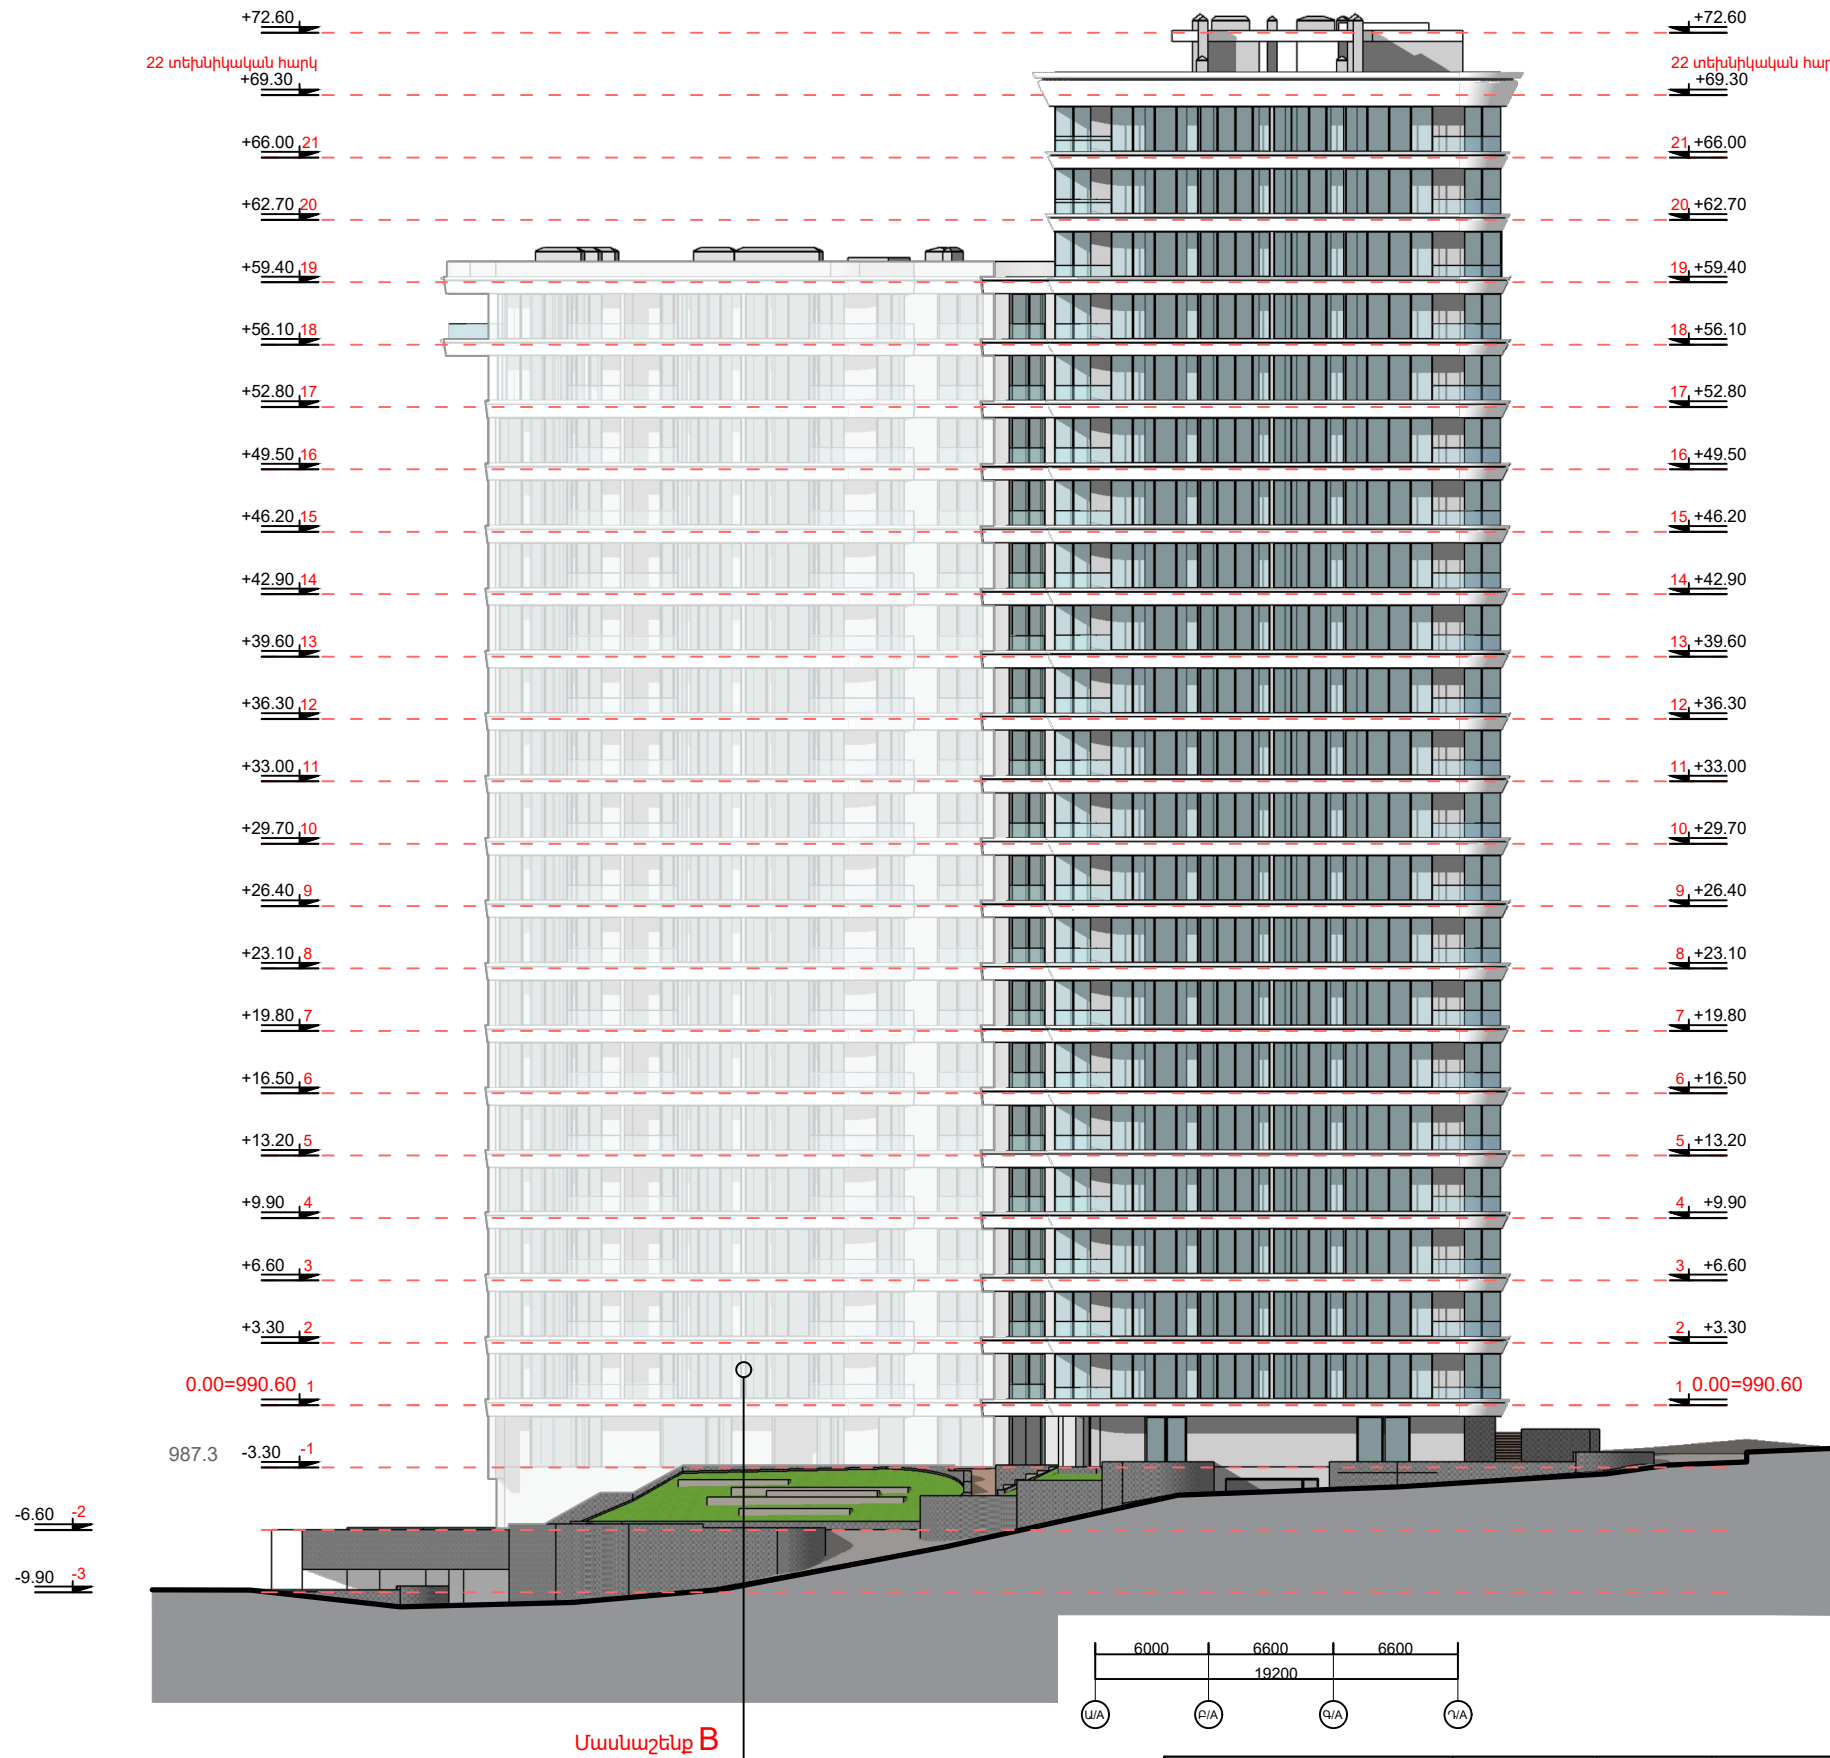 +72.60 +72.60
22 տեխնիկական հարկ 22 տեխնիկական հար
+69.30 +69.30
+66.00 21 21 +66.00
+62.70 20 20 +62.70
+59.40 19 19 +59.40
+56.10 18 18 +56.10
+52.80 17 17 +52.80
+49.50 16 16 +49.50
+46.20 15 15 +46.20
+42.90 14 14 +42.90
+39.60 13 13 +39.60
+36.30 12 12 +36.30
+33.00 11 11 +33.00
+29.70 10 10 +29.70
+26.40 9 9 +26.40
+23.10 8 8 +23.10
+19.80 7 7 +19.80
+16.50 6 6 +16.50
+13.20 5 5 +13.20
+9.90 4 4 +9.90
+6.60 3 3 +6.60
+3.30 2 2 +3.30
0.00=990.60 1 1 0.00=990.60
987.3 -3.30 -1
-6.60 -2
-9.90 -3
6000 6600 6600
19200
Ա/A Բ/A Գ/A Դ/A
Մասնաշենք B